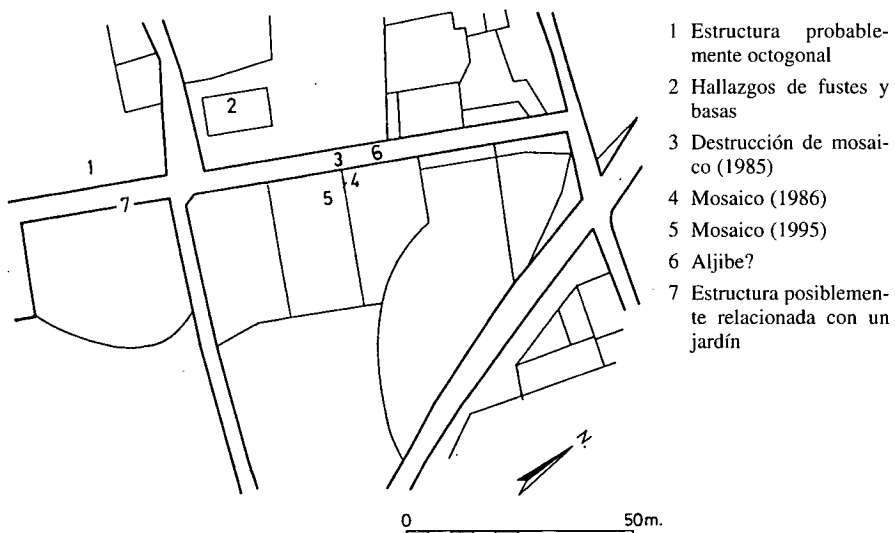 1 Estructura probable-
mente octogonal
2 Hallazgos de fustes y
basas
3 Destrucción de mosai-
co (1985)
4 Mosaico (1986)
5 Mosaico (1995)
6 Aljibe?
7 Estructura posiblemen-
te relacionada con un
jardín
2
1
3
6
4
5
7
N
0 50m.